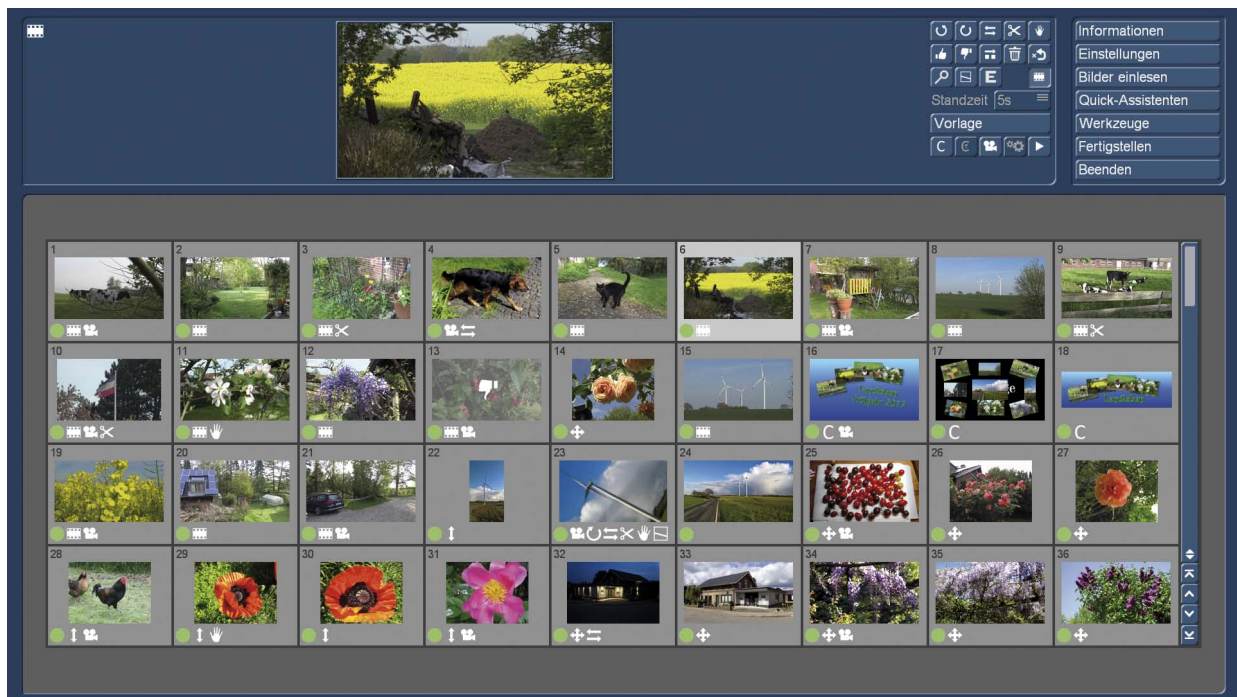 Informationen
Einstellungen
Bilder einlesen
E
Standzeit 5s
Quick-Assistenten
Vorlage
Werkzeuge
C C
Fertigstellen
Beenden
1 2 3 4 5 6 7 8 9
10 11 12 13 14 15 16 17 18
C C C
19 20 21 22 23 24 25 26 27
28 29 30 31 32 33 34 35 36